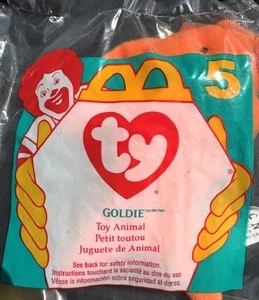 5
ty
GOLDIE
Toy Animal
Petit toutou
Juguete de Animal
See back for safety information.
Instructions touchant la sécurité au dos du sac
Véase la información sobre seguridad al dorso.